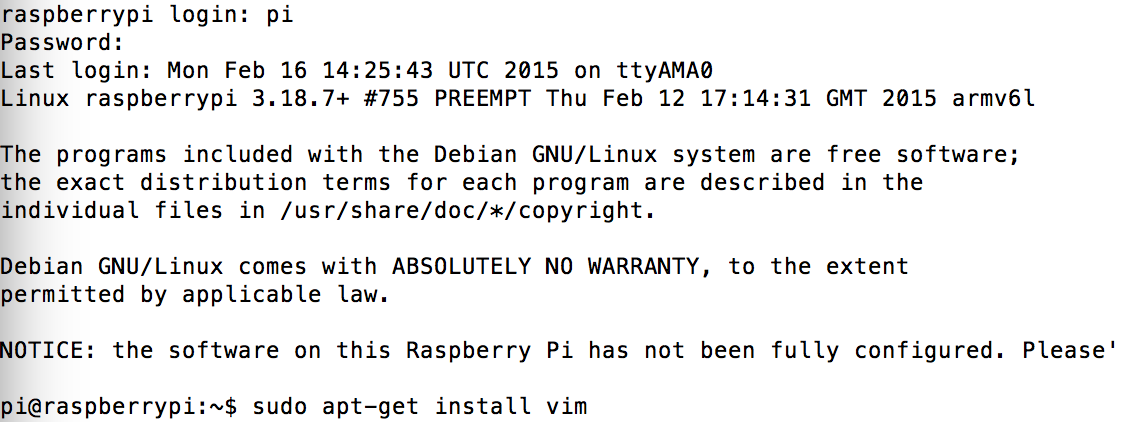 raspberrypi login: pi
Password:
Last login: Mon Feb 16 14:25:43 UTC 2015 on ttyAMA0
Linux raspberrypi 3.18.7+ #755 PREEMPT Thu Feb 12 17:14:31 GMT 2015 armv6l
The programs included with the Debian GNU/Linux system are free software;
the exact distribution terms for each program are described in the
individual files in /usr/share/doc/*/copyright.
Debian GNU/Linux comes with ABSOLUTELY NO WARRANTY, to the extent
permitted by applicable law.
NOTICE: the software on this Raspberry Pi has not been fully configured. Please'
pi@raspberrypi:~$ sudo apt-get install vim